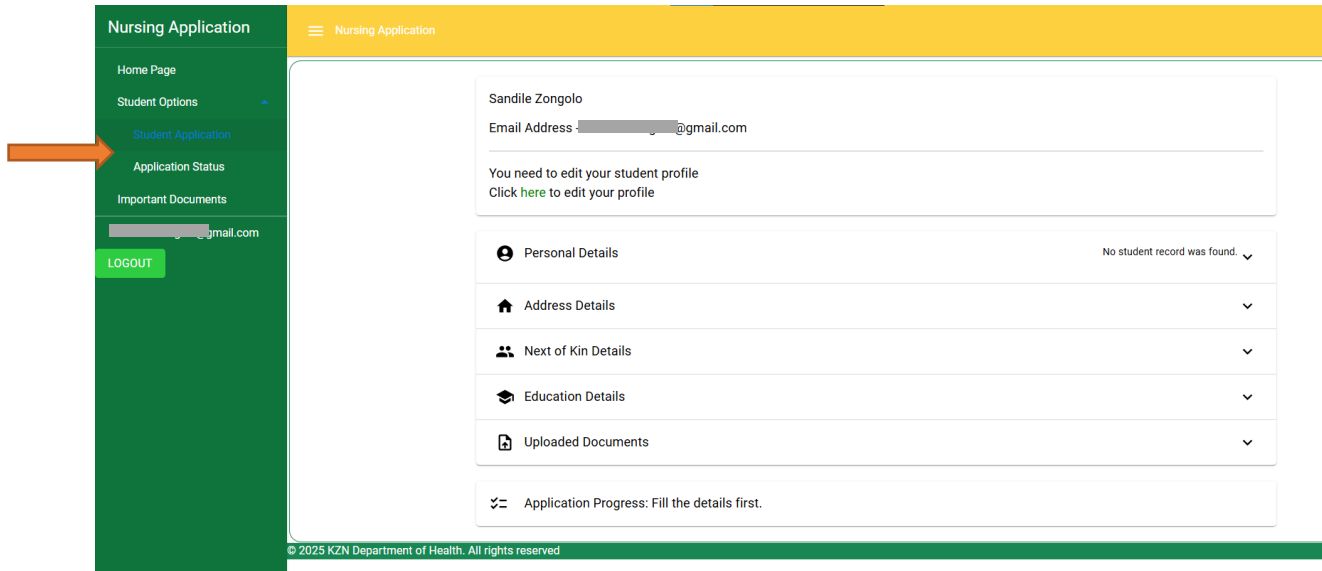 Nursing Application
Nursing Application
Home Page
Student Options
Student Application
Application Status
Important Documents
gmail.com
LOGOUT
Sandile Zongolo
Email Address - @gmail.com
You need to edit your student profile
Click here to edit your profile
Personal Details
No student record was found.
Address Details
Next of Kin Details
Education Details
Uploaded Documents
Application Progress: Fill the details first.
© 2025 KZN Department of Health. All rights reserved